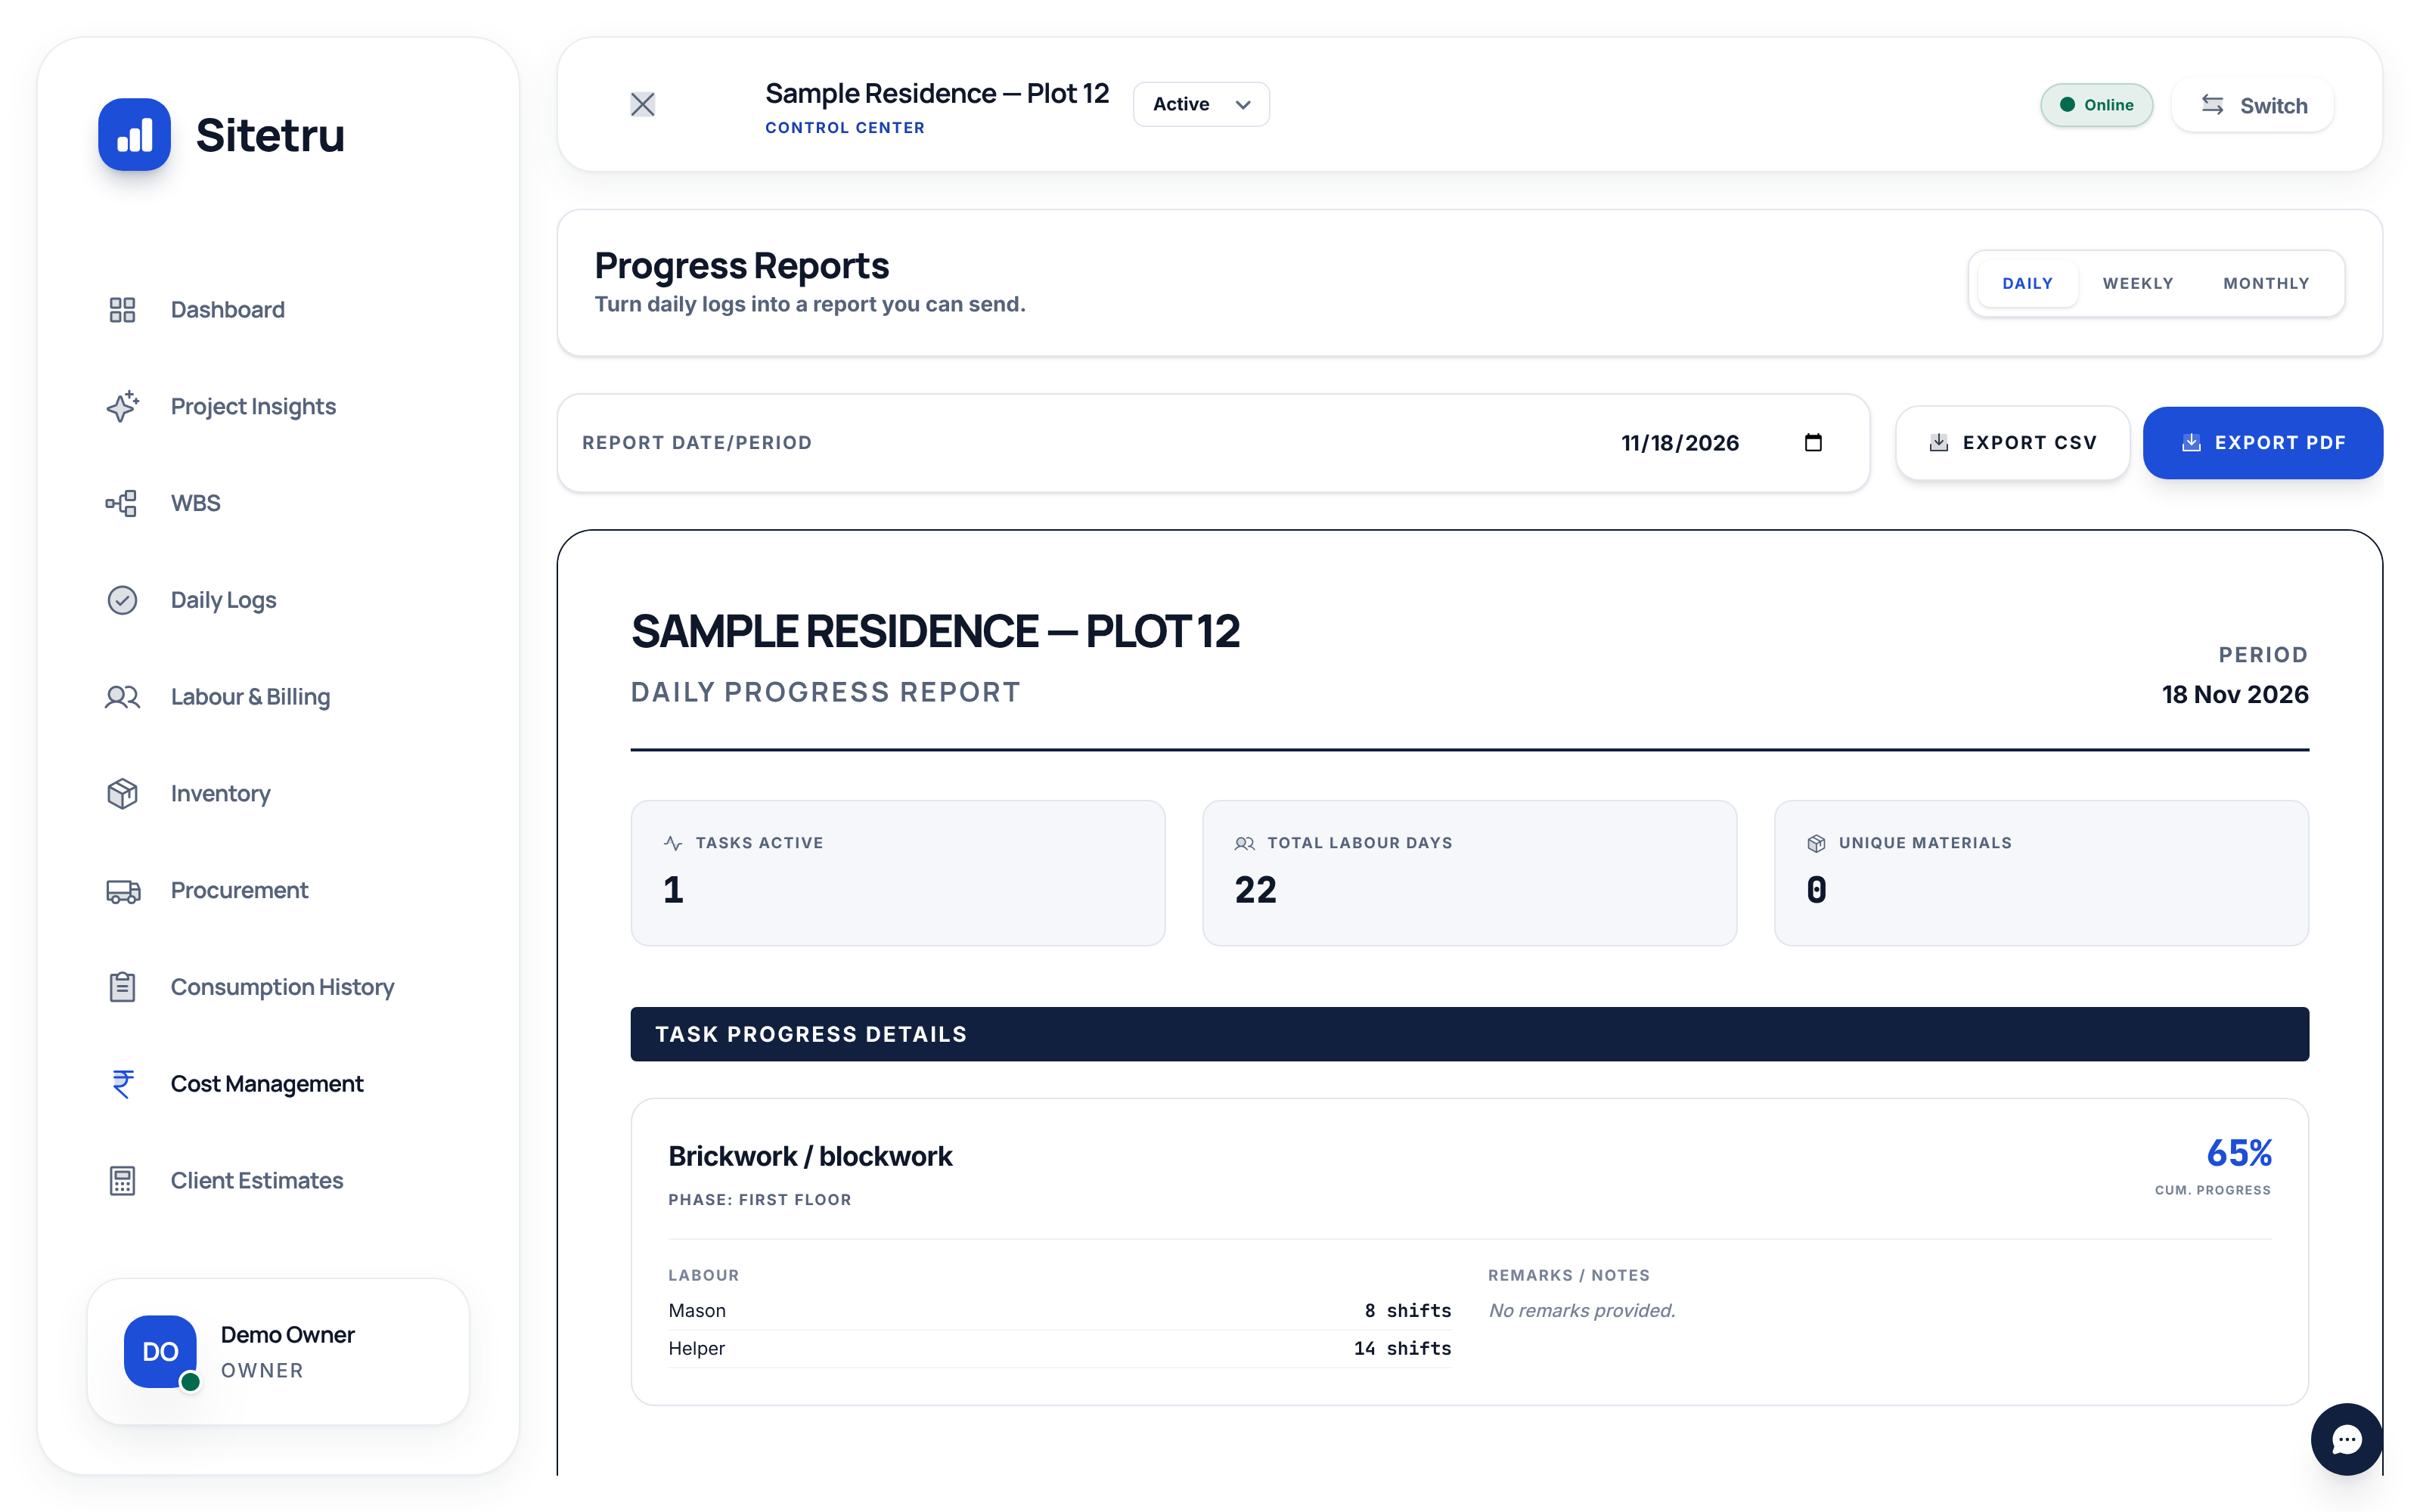 Sitetru
Dashboard
Project Insights
WBS
Daily Logs
Labour & Billing
Inventory
Procurement
Consumption History
Cost Management
Client Estimates
DO
Demo Owner
OWNER
Sample Residence — Plot 12
CONTROL CENTER
Active
Online
Switch
Progress Reports
Turn daily logs into a report you can send.
DAILY WEEKLY MONTHLY
REPORT DATE/PERIOD
11/18/2026
EXPORT CSV
EXPORT PDF
SAMPLE RESIDENCE — PLOT 12
DAILY PROGRESS REPORT
PERIOD
18 Nov 2026
TASKS ACTIVE
1
TOTAL LABOUR DAYS
22
UNIQUE MATERIALS
0
TASK PROGRESS DETAILS
Brickwork / blockwork
PHASE: FIRST FLOOR
65%
CUM. PROGRESS
LABOUR
Mason 8 shifts
Helper 14 shifts
REMARKS / NOTES
No remarks provided.